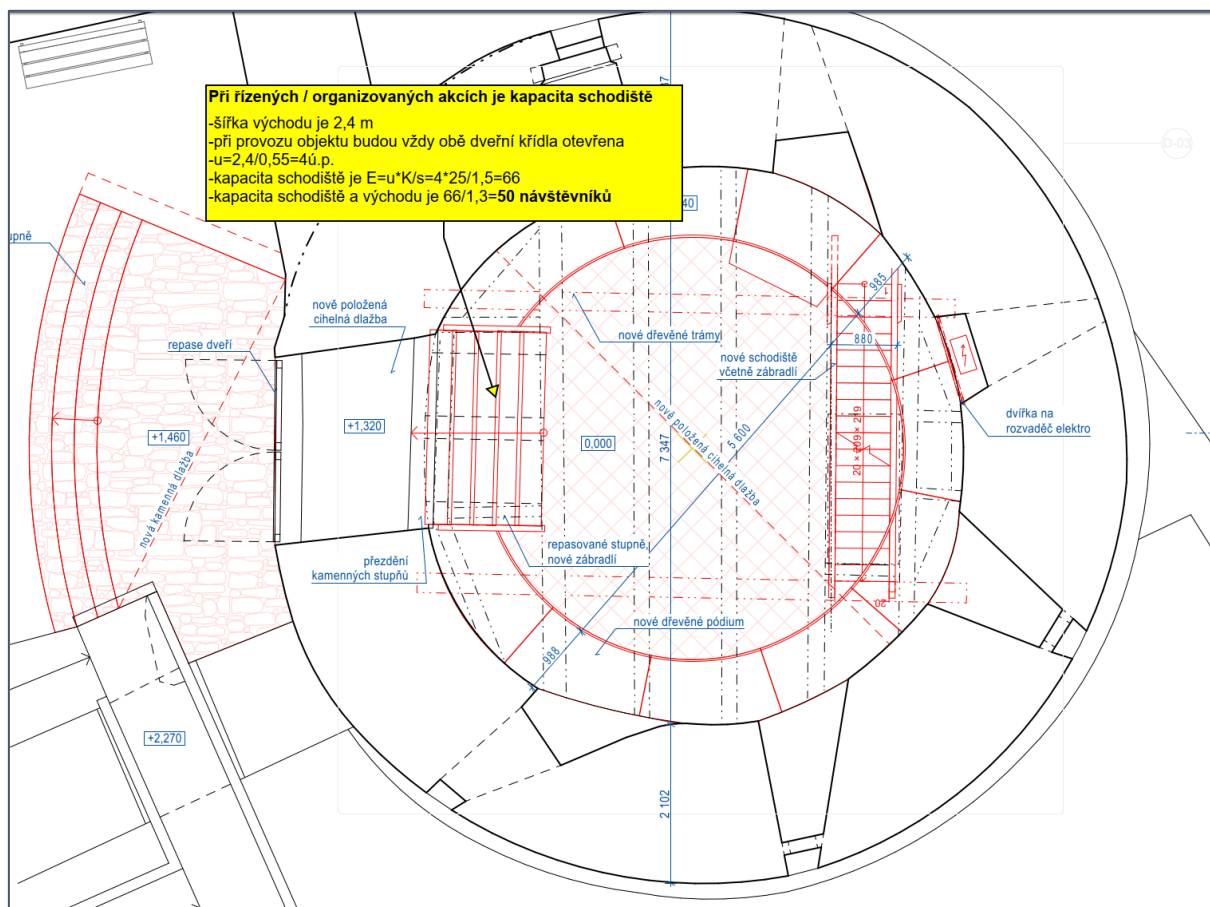 Při řízených / organizovaných akcích je kapacita schodiště
-šířka východu je 2,4 m
-při provozu objektu budou vždy obě dveřní křídla otevřena
-u=2,4/0,55=4ú.p.
-kapacita schodiště je E=u*K/s=4*25/1,5=66
-kapacita schodiště a východu je 66/1,3=50 návštěvníků
D-03
40
upně
985
nově položená
cihelná dlažba
nové dřevěné trámy
repase dveří
880
nové schodiště
včetně zábradlí
nově položená cihelná dlažba
5 600
7 347
20 × 209 × 219
dvířka na
rozvaděč elektro
+1,320
+1,460
0,000
nová kamenná dlažba
repasované stupně,
nové zábradlí
přezdění
kamenných stupňů
20
nové dřevěné pódium
988
+2,270
2 102